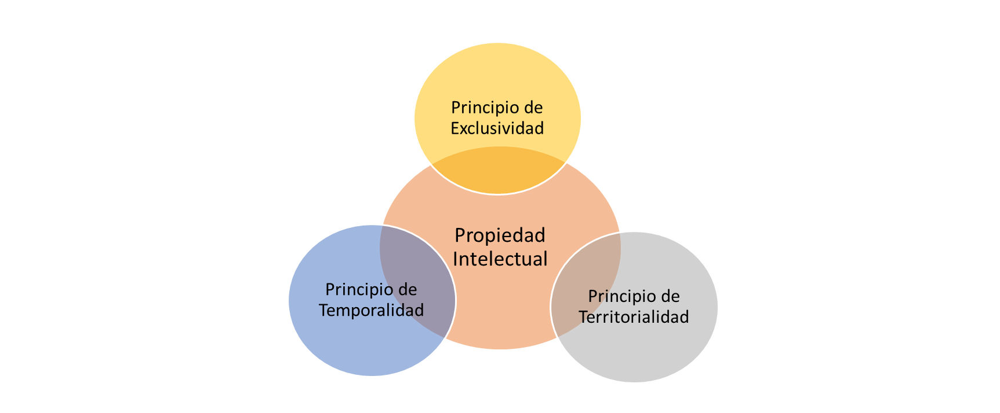 Principio de
Exclusividad
Propiedad
Intelectual
Principio de
Temporalidad
Principio de
Territorialidad